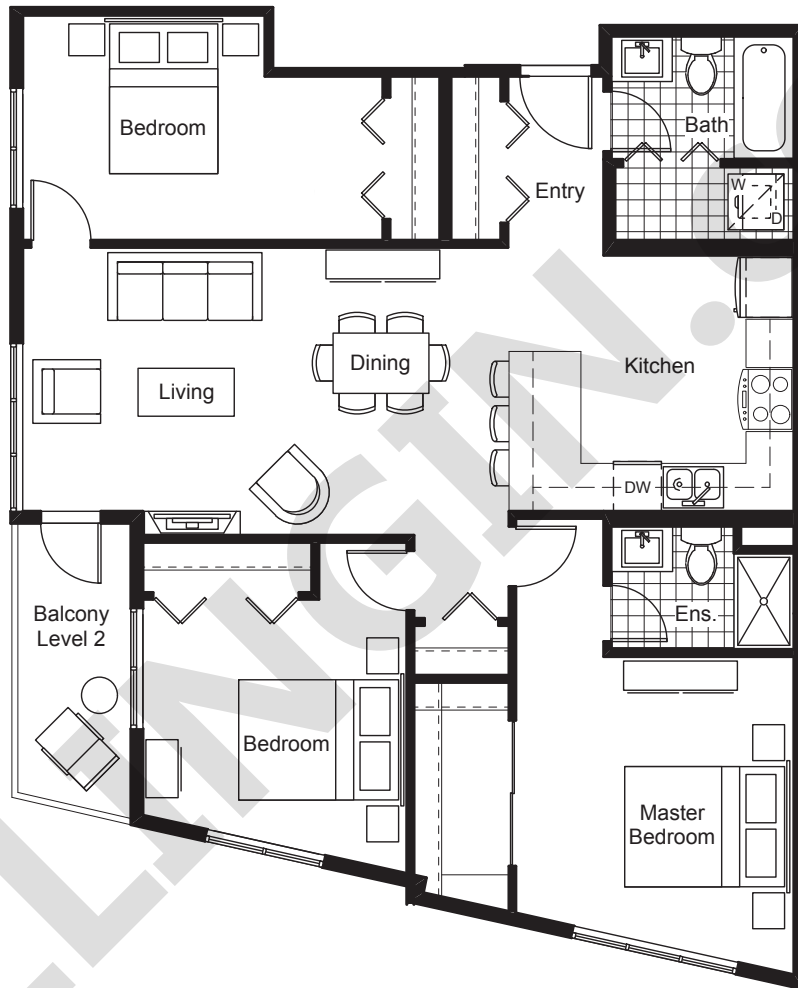 Bedroom
Bath
W
D
Entry
Dining
Kitchen
Living
DW
Balcony
Level 2
Ens.
Bedroom
Master
Bedroom